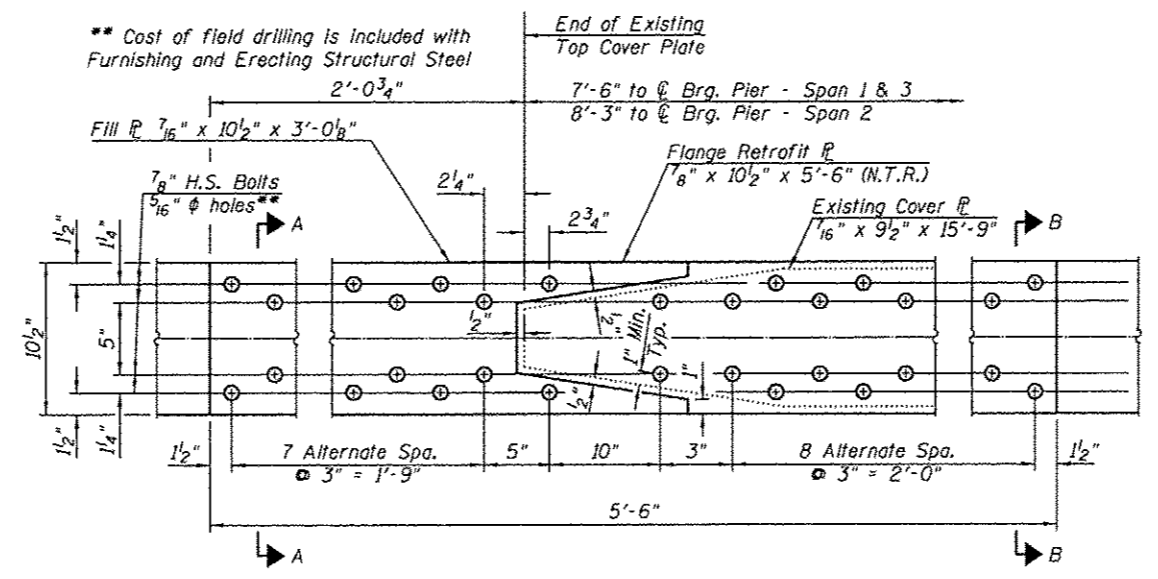 ** Cost of field drilling is included with
Furnishing and Erecting Structural Steel
End of Existing
Top Cover Plate
2'-0¾"
7'-6" to ℄ Brg. Pier - Span 1 & 3
8'-3" to ℄ Brg. Pier - Span 2
Fill ℙ 7/16" x 10½" x 3'-0⅛"
Flange Retrofit ℙ
⅞" x 10½" x 5'-6" (N.T.R.)
⅞" H.S. Bolts
5/16" ϕ holes**
2¼"
2¾"
Existing Cover ℙ
7/16" x 9½" x 15'-9"
A
B
1½"
1¼"
10½"
5"
½"
½"
1" Min.
Typ.
1"
½"
1½"
1¼"
1½"
7 Alternate Spa.
@ 3" = 1'-9"
5"
10"
3"
8 Alternate Spa.
@ 3" = 2'-0"
1½"
5'-6"
A
B